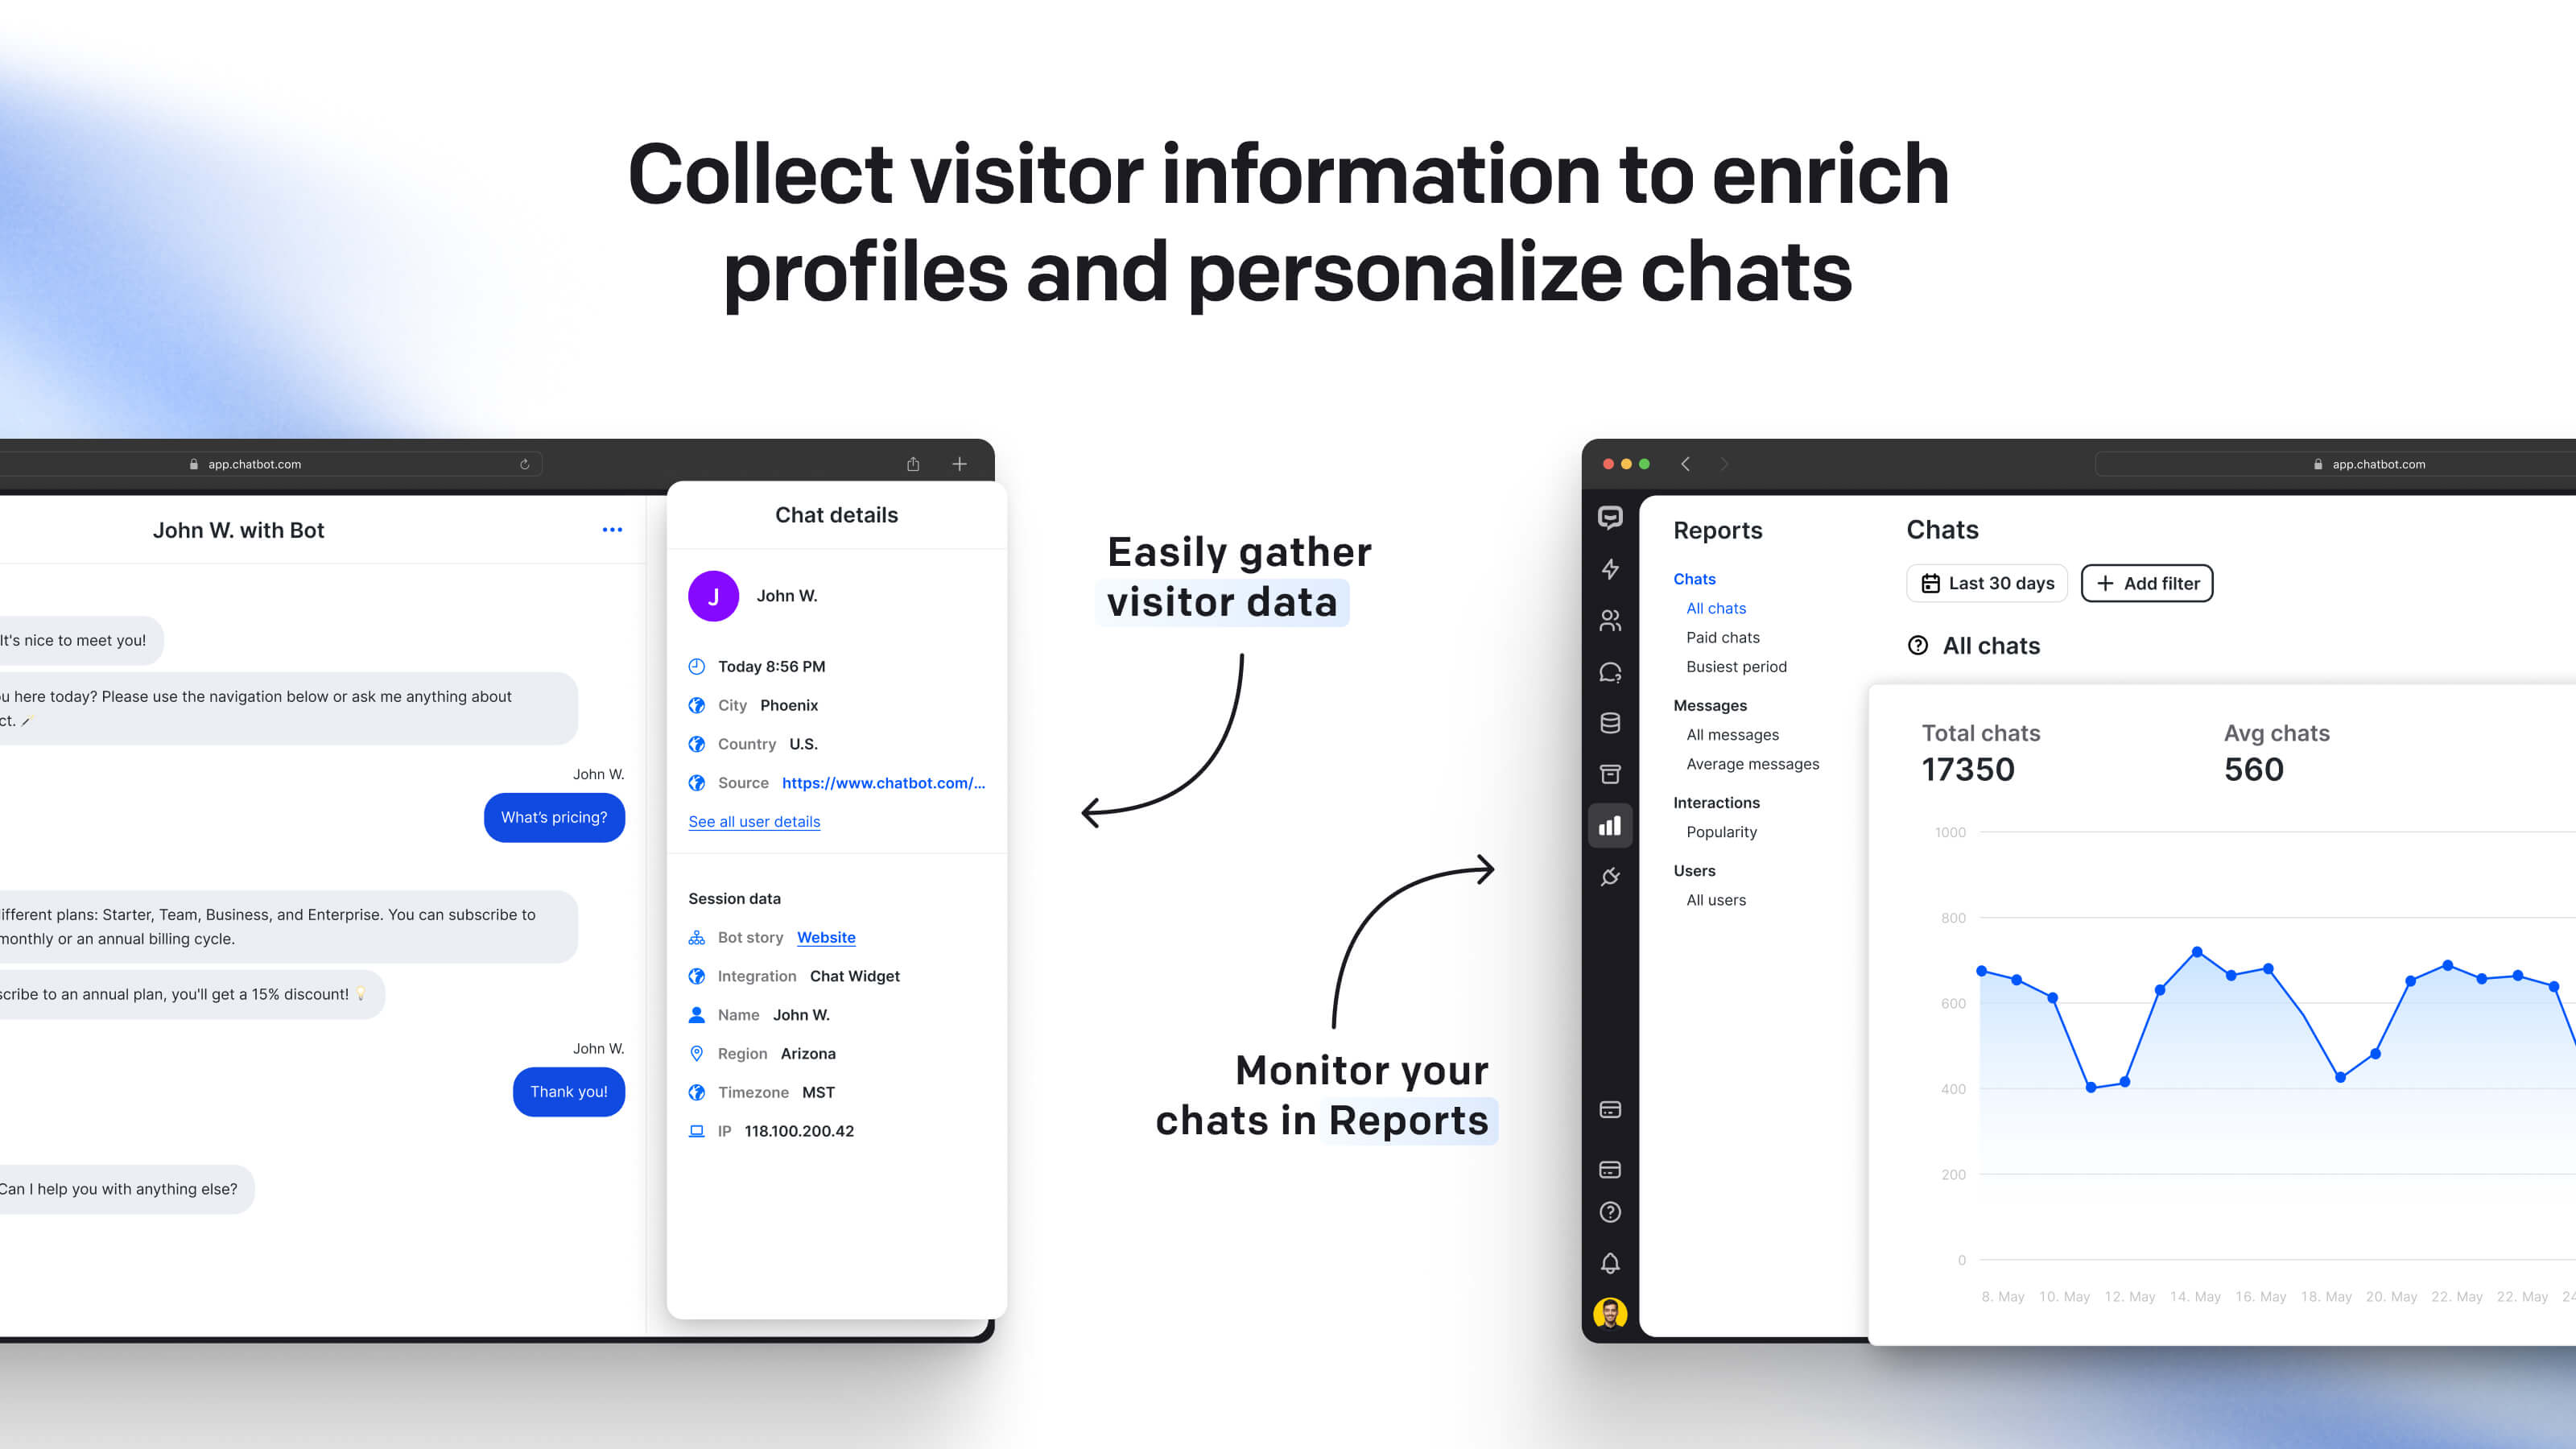 Collect visitor information to enrich
profiles and personalize chats
app.chatbot.com
John W. with Bot
It's nice to meet you!
here today? Please use the navigation below or ask me anything about
John W.
What's pricing?
different plans: Starter, Team, Business, and Enterprise. You can subscribe to
monthly or an annual billing cycle.
to an annual plan, you'll get a 15% discount!
John W.
Thank you!
Can I help you with anything else?
Chat details
J
John W.
Today 8:56 PM
City Phoenix
Country U.S.
Source https://www.chatbot.com/...
See all user details
Session data
Bot story Website
Integration Chat Widget
Name John W.
Region Arizona
Timezone MST
IP 118.100.200.42
Easily gather
visitor data
Monitor your
chats in Reports
app.chatbot.com
Reports
Chats
All chats
Paid chats
Busiest period
Messages
All messages
Average messages
Interactions
Popularity
Users
All users
Chats
Last 30 days
+ Add filter
All chats
Total chats
17350
Avg chats
560
1000
800
600
400
200
0
8. May 10. May 12. May 14. May 16. May 18. May 20. May 22. May 22. May